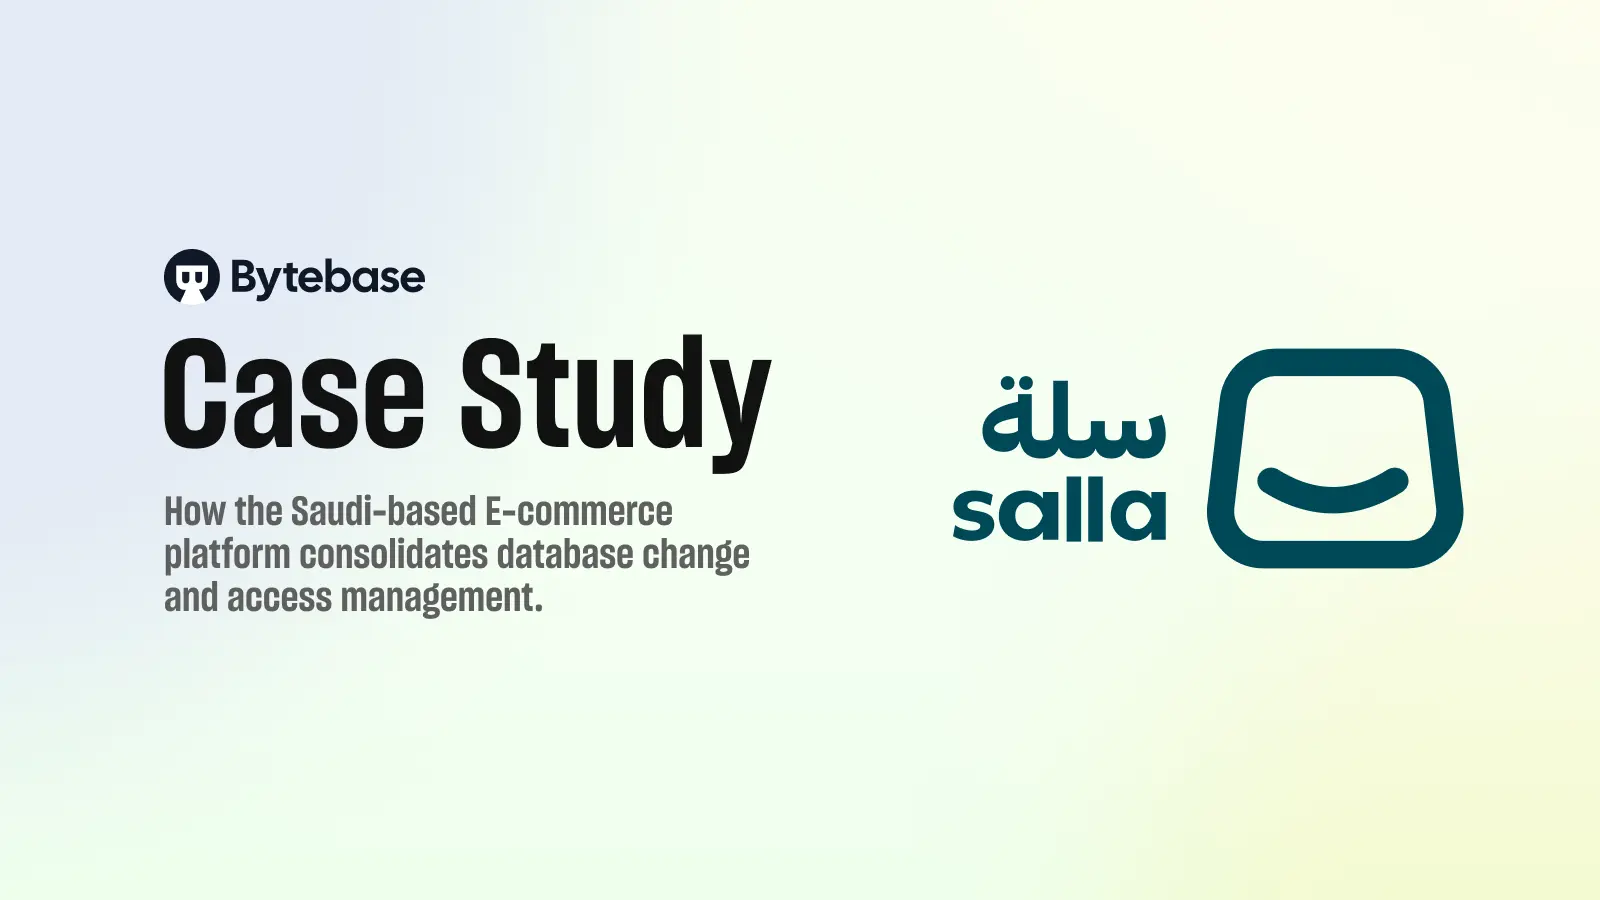 Bytebase
Case Study
How the Saudi-based E-commerce
platform consolidates database change
and access management.
سلة
salla